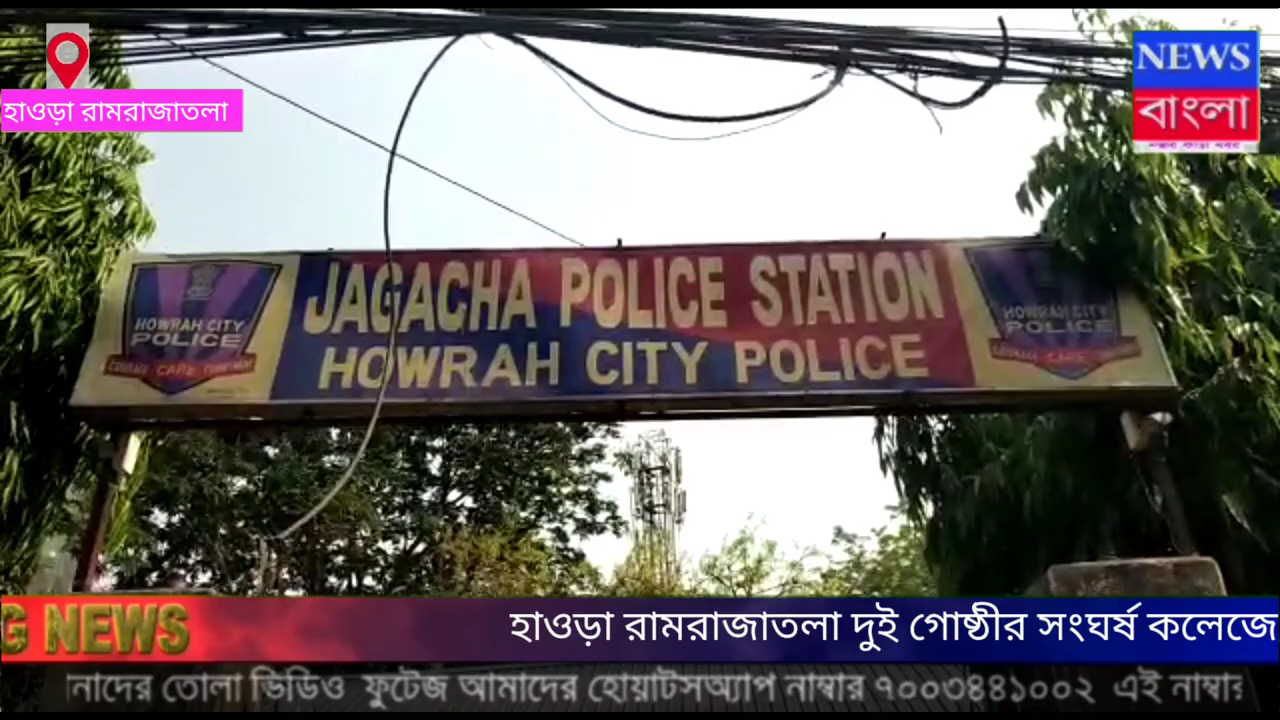 NEWS
বাংলা
হাওড়া রামরাজাতলা
JAGACHA POLICE STATION
HOWRAH CITY POLICE
HOWRAH CITY
POLICE
HOWRAH CITY
POLICE
G NEWS
হাওড়া রামরাজাতলা দুই গোষ্ঠীর সংঘর্ষ কলেজে
নাদের তোলা ভিডিও ফুটেজ আমাদের হোয়াটসঅ্যাপ নাম্বার ৭০০৩৪৪১০০২ এই নাম্বার